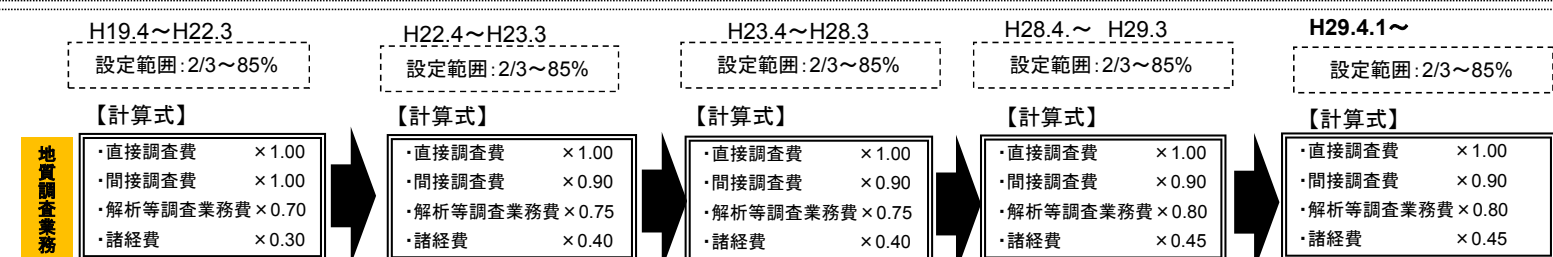 H19.4～H22.3
設定範囲:2/3～85%
【計算式】
地質調査業務
・直接調査費 ×1.00
・間接調査費 ×1.00
・解析等調査業務費×0.70
・諸経費 ×0.30
H22.4～H23.3
設定範囲:2/3～85%
【計算式】
・直接調査費 ×1.00
・間接調査費 ×0.90
・解析等調査業務費×0.75
・諸経費 ×0.40
H23.4～H28.3
設定範囲:2/3～85%
【計算式】
・直接調査費 ×1.00
・間接調査費 ×0.90
・解析等調査業務費×0.75
・諸経費 ×0.40
H28.4.～ H29.3
設定範囲:2/3～85%
【計算式】
・直接調査費 ×1.00
・間接調査費 ×0.90
・解析等調査業務費×0.80
・諸経費 ×0.45
H29.4.1～
設定範囲:2/3～85%
【計算式】
・直接調査費 ×1.00
・間接調査費 ×0.90
・解析等調査業務費×0.80
・諸経費 ×0.45